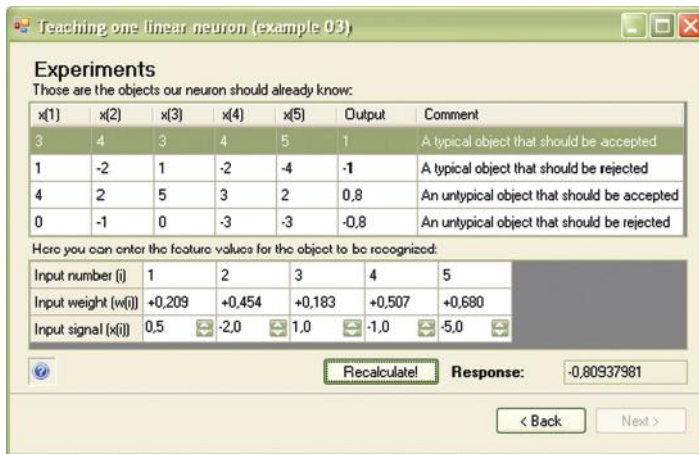 Teaching one linear neuron (example 03)
Experiments
Those are the objects our neuron should already know:
x(1) x(2) x(3) x(4) x(5) Output Comment
3 4 3 4 5 1 A typical object that should be accepted
1 -2 1 -2 -4 -1 A typical object that should be rejected
4 2 5 3 2 0,8 An untypical object that should be accepted
0 -1 0 -3 -3 -0,8 An untypical object that should be rejected
Here you can enter the feature values for the object to be recognized:
Input number (i) 1 2 3 4 5
Input weight (w(i)) +0,209 +0,454 +0,183 +0,507 +0,680
Input signal (x(i)) 0,5 -2,0 1,0 -1,0 -5,0
? Recalculate! Response: -0,80937981
< Back Next >